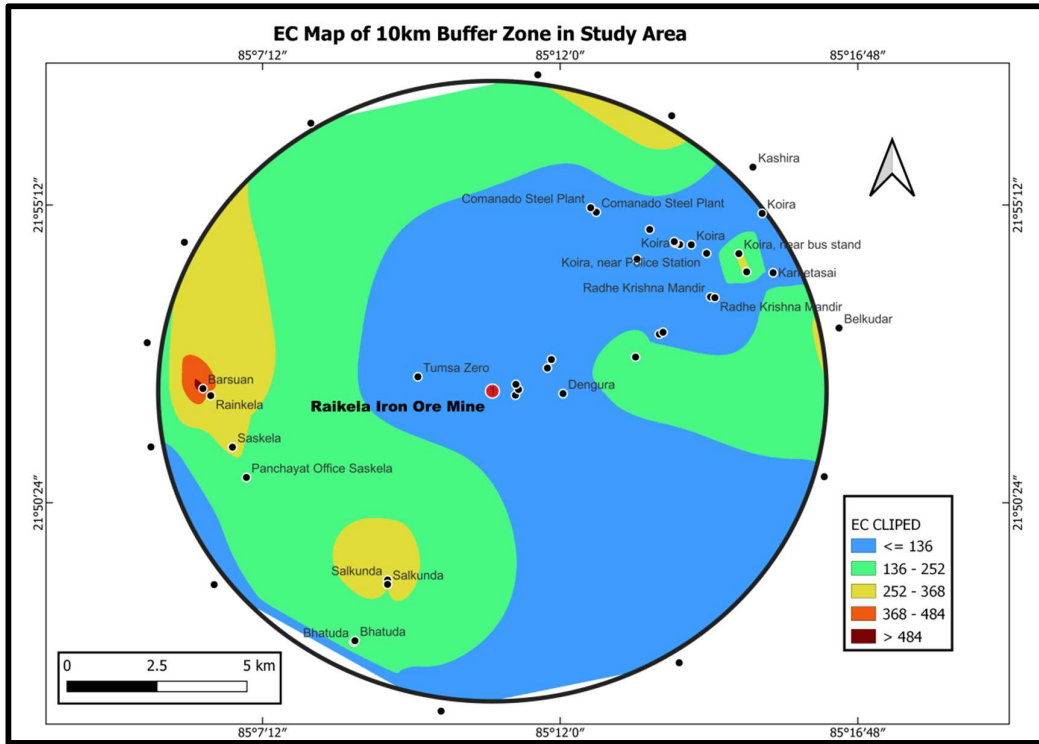 EC Map of 10km Buffer Zone in Study Area
85°7'12" 85°12'0" 85°16'48"
Kashira
21°55'12" 21°55'12"
Comanado Steel Plant Comanado Steel Plant Koira
Koira Koira Koira, near bus stand
Koira, near Police Station Karnetasai
Radhe Krishna Mandir
Radhe Krishna Mandir
Belkudar
Tumsa Zero
Barsuan 1 Dengura
Rainkela Raikela Iron Ore Mine
Saskela
Panchayat Office Saskela
21°50'24" 21°50'24"
EC CLIPED
<= 136
136 - 252
252 - 368
368 - 484
> 484
Salkunda Salkunda
Bhatuda Bhatuda
0 2.5 5 km
85°7'12" 85°12'0" 85°16'48"